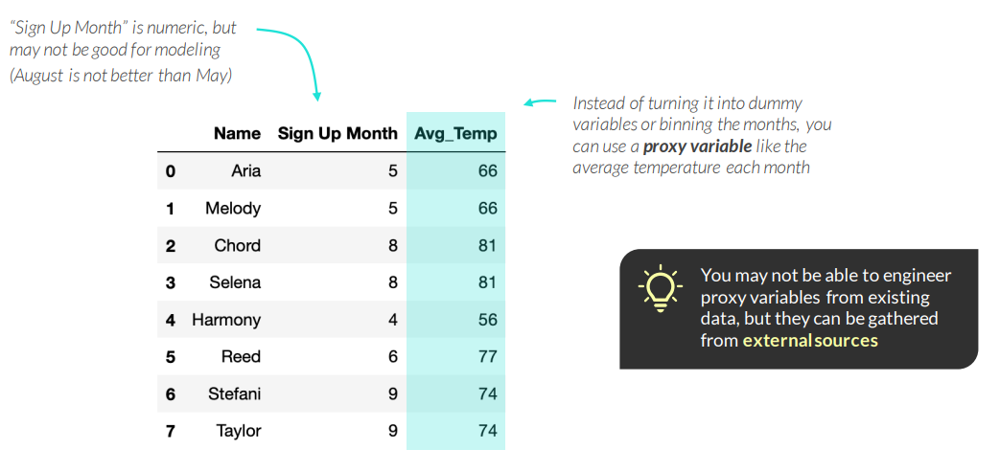 “Sign Up Month” is numeric, but
may not be good for modeling
(August is not better than May)
Instead of turning it into dummy
variables or binning the months, you
can use a proxy variable like the
average temperature each month
Name Sign Up Month Avg_Temp
0 Aria 5 66
1 Melody 5 66
2 Chord 8 81
3 Selena 8 81
4 Harmony 4 56
5 Reed 6 77
6 Stefani 9 74
7 Taylor 9 74
You may not be able to engineer
proxy variables from existing
data, but they can be gathered
from external sources